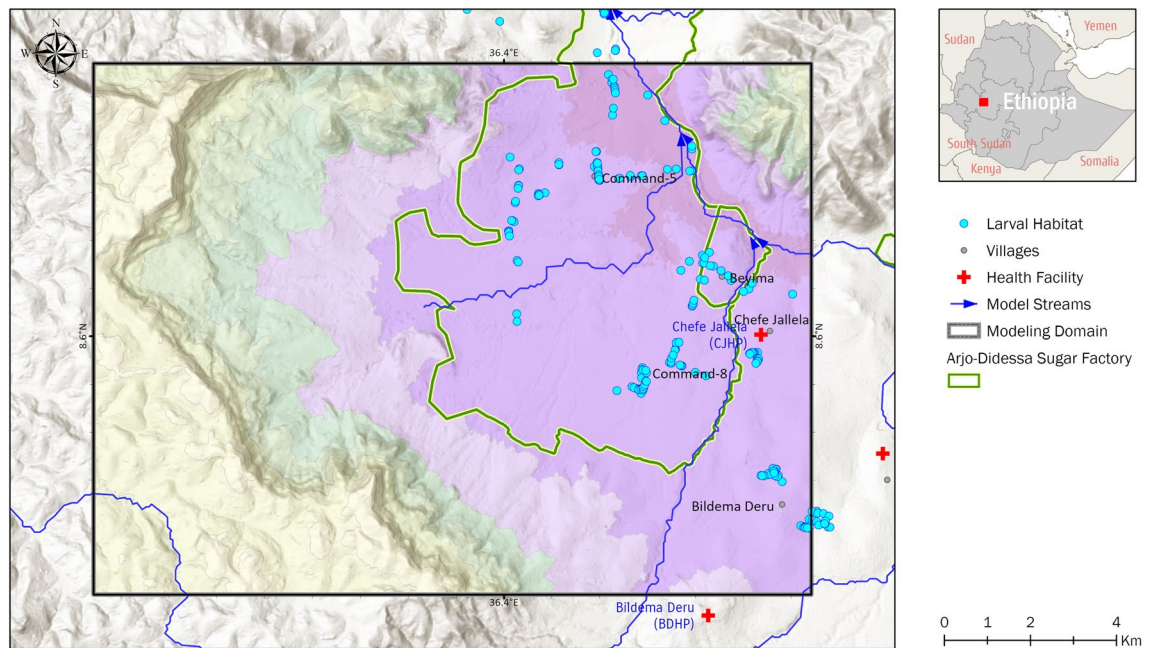 N
W
E
S
36.4°E
Command-5
Beyima
Chefe Jallela
Chefe Jallela
(CJHP)
8.6°N
8.6°N
Command-8
Bildema Deru
36.4°E
Bildema Deru
(BDHP)
Sudan
Yemen
Ethiopia
South Sudan
Kenya
Somalia
Larval Habitat
Villages
Health Facility
Model Streams
Modeling Domain
Arjo-Didessa Sugar Factory
0 1 2 4
Km